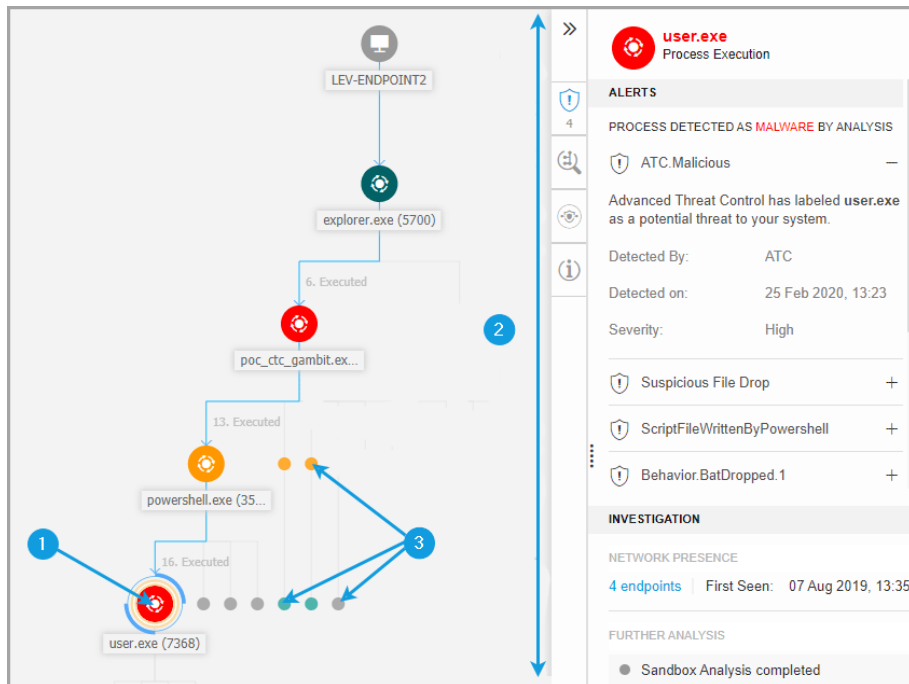 LEV-ENDPOINT2
explorer.exe (5700)
6. Executed
2
poc_ctc_gambit.ex...
13. Executed
powershell.exe (35...
1
3
16. Executed
user.exe (7368)
4
user.exe
Process Execution
ALERTS
PROCESS DETECTED AS MALWARE BY ANALYSIS
ATC.Malicious
Advanced Threat Control has labeled user.exe
as a potential threat to your system.
Detected By: ATC
Detected on: 25 Feb 2020, 13:23
Severity: High
Suspicious File Drop
ScriptFileWrittenByPowershell
Behavior.BatDropped.1
INVESTIGATION
NETWORK PRESENCE
4 endpoints First Seen: 07 Aug 2019, 13:35
FURTHER ANALYSIS
Sandbox Analysis completed